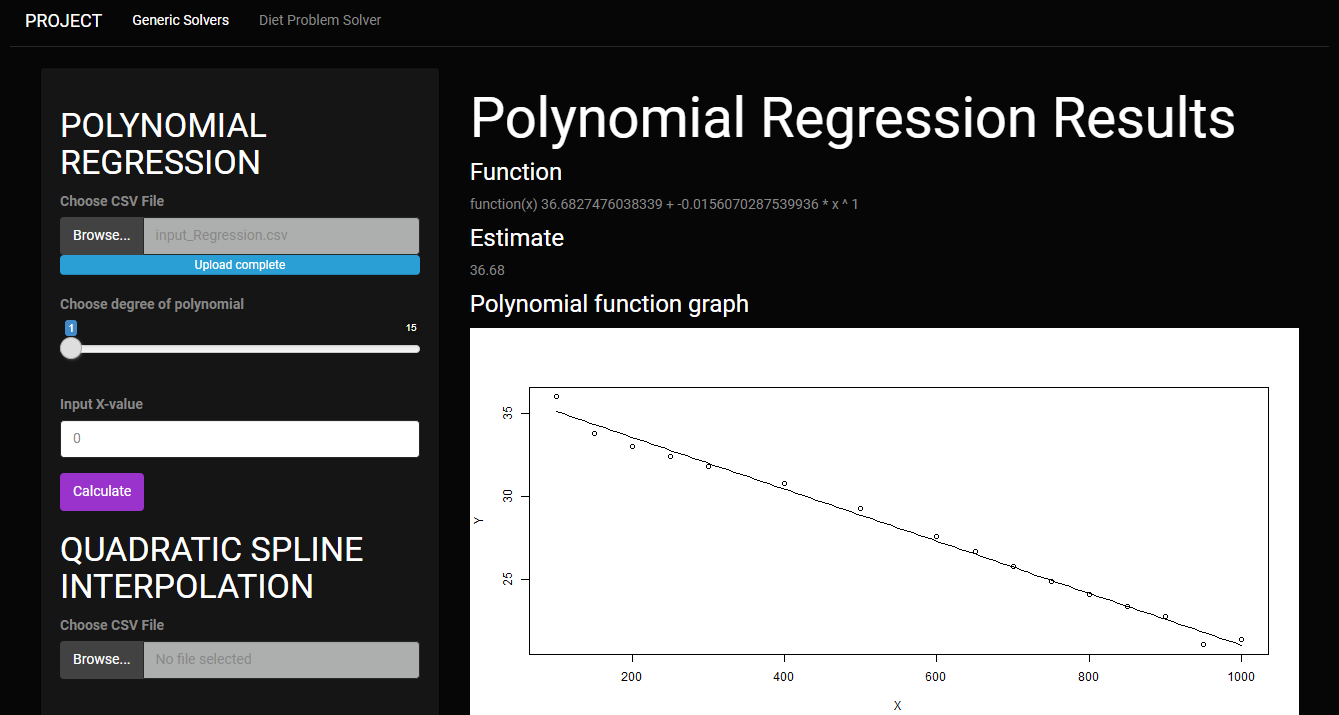 PROJECT Generic Solvers Diet Problem Solver
POLYNOMIAL
REGRESSION
Choose CSV File
Browse... input_Regression.csv
Upload complete
Choose degree of polynomial
1 15
Input X-value
0
Calculate
QUADRATIC SPLINE
INTERPOLATION
Choose CSV File
Browse... No file selected
Polynomial Regression Results
Function
function(x) 36.6827476038339 + -0.0156070287539936 * x ^ 1
Estimate
36.68
Polynomial function graph
35
30
25
Y
200 400 600 800 1000
X